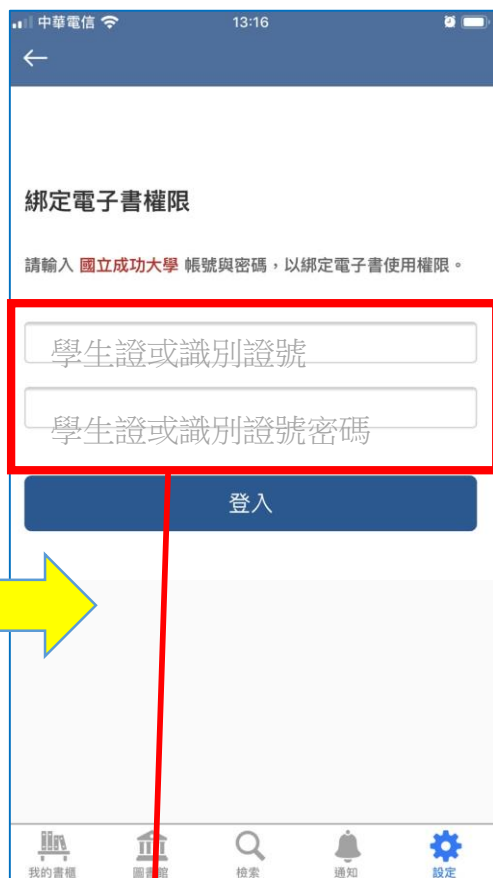 中華電信 13:16
綁定電子書權限
請輸入 國立成功大學 帳號與密碼，以綁定電子書使用權限。
學生證或識別證號
學生證或識別證號密碼
登入
我的書櫃 圖書館 檢索 通知 設定